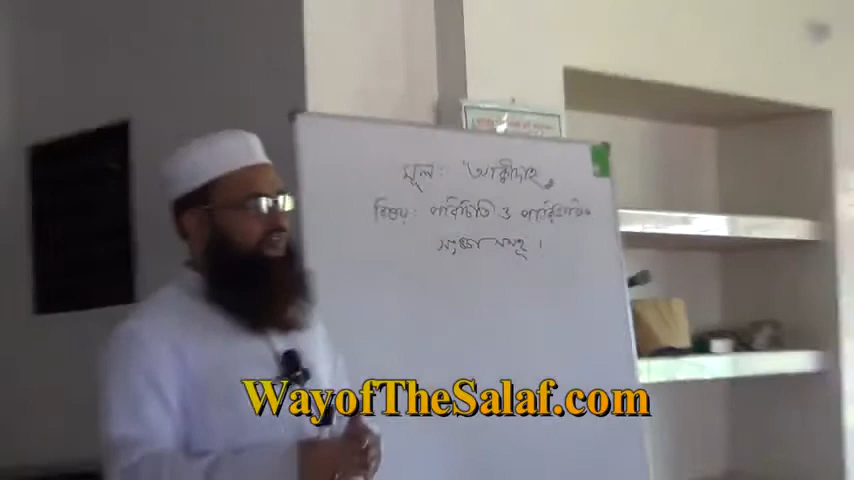 মূল : "আক্বীদাহ"
বিষয় : পরিচিতি ও পারিভাষিক
সংজ্ঞা সমূহ ।
WayofTheSalaf.com